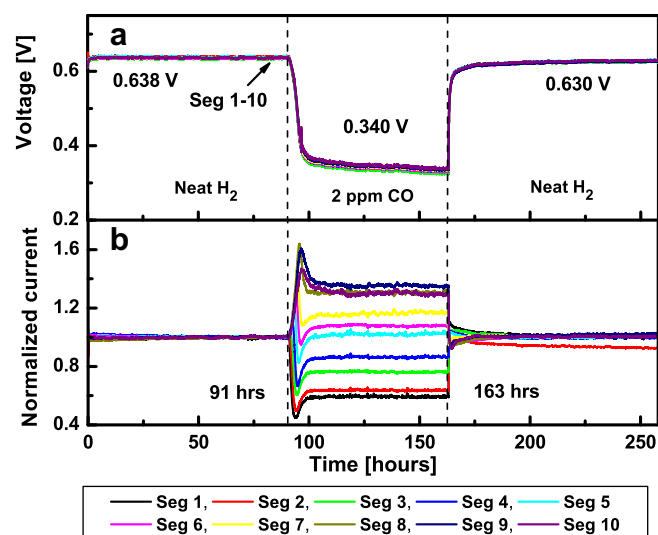 a
Voltage [V]
0.6
0.4
0.2
0.638 V
Seg 1-10
0.340 V
0.630 V
Neat H2
2 ppm CO
Neat H2
b
Normalized current
1.6
1.2
0.8
0.4
91 hrs
163 hrs
0 50 100 150 200 250
Time [hours]
Seg 1, Seg 2, Seg 3, Seg 4, Seg 5
Seg 6, Seg 7, Seg 8, Seg 9, Seg 10